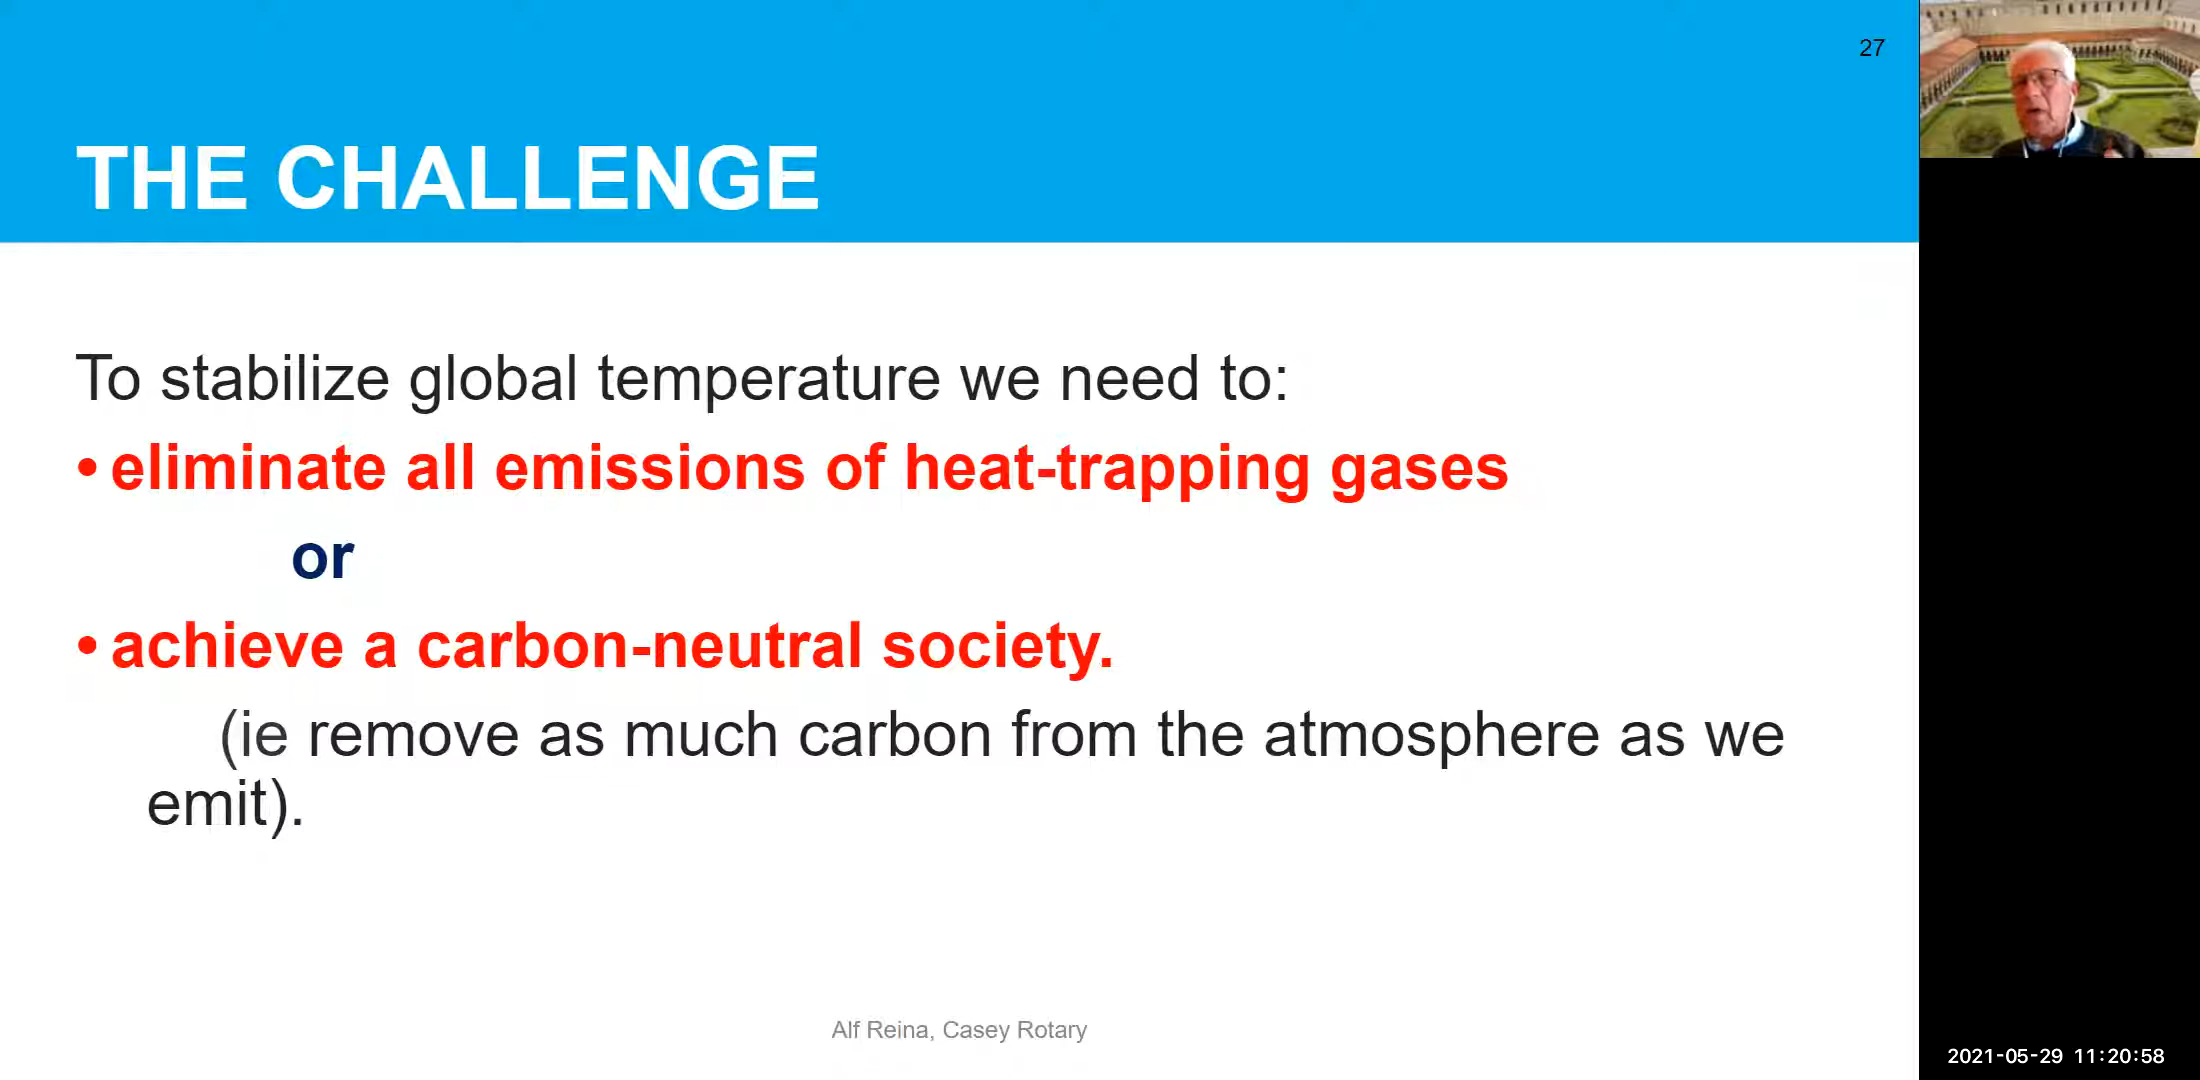 27
THE CHALLENGE
To stabilize global temperature we need to:
• eliminate all emissions of heat-trapping gases
or
• achieve a carbon-neutral society.
(ie remove as much carbon from the atmosphere as we
emit).
Alf Reina, Casey Rotary
2021-05-29 11:20:58